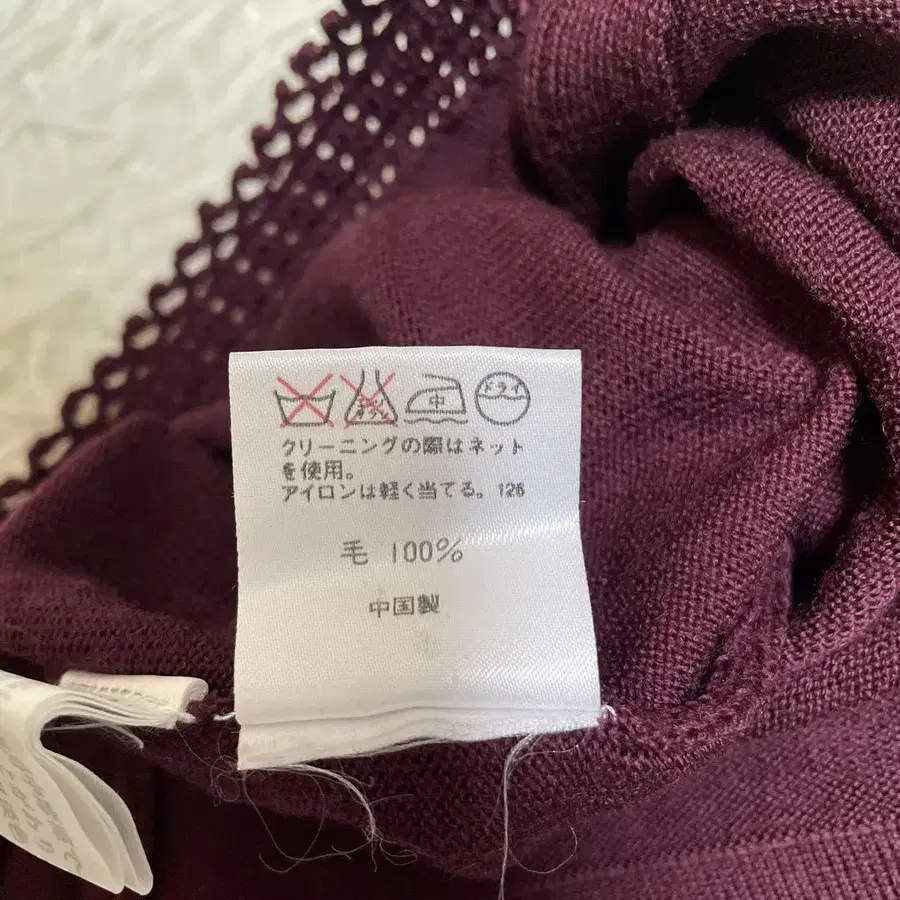 中 ドライ
クリーニングの際はネット
を使用。
アイロンは軽く当てる。126
毛 100%
中国製